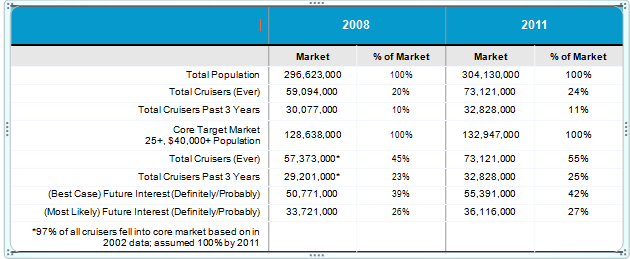 2008 2011
Market % of Market Market % of Market
Total Population 296,623,000 100% 304,130,000 100%
Total Cruisers (Ever) 59,094,000 20% 73,121,000 24%
Total Cruisers Past 3 Years 30,077,000 10% 32,828,000 11%
Core Target Market
25+, $40,000+ Population 128,638,000 100% 132,947,000 100%
Total Cruisers (Ever) 57,373,000* 45% 73,121,000 55%
Total Cruisers Past 3 Years 29,201,000* 23% 32,828,000 25%
(Best Case) Future Interest (Definitely/Probably) 50,771,000 39% 55,391,000 42%
(Most Likely) Future Interest (Definitely/Probably) 33,721,000 26% 36,116,000 27%
*97% of all cruisers fell into core market based on in
2002 data; assumed 100% by 2011